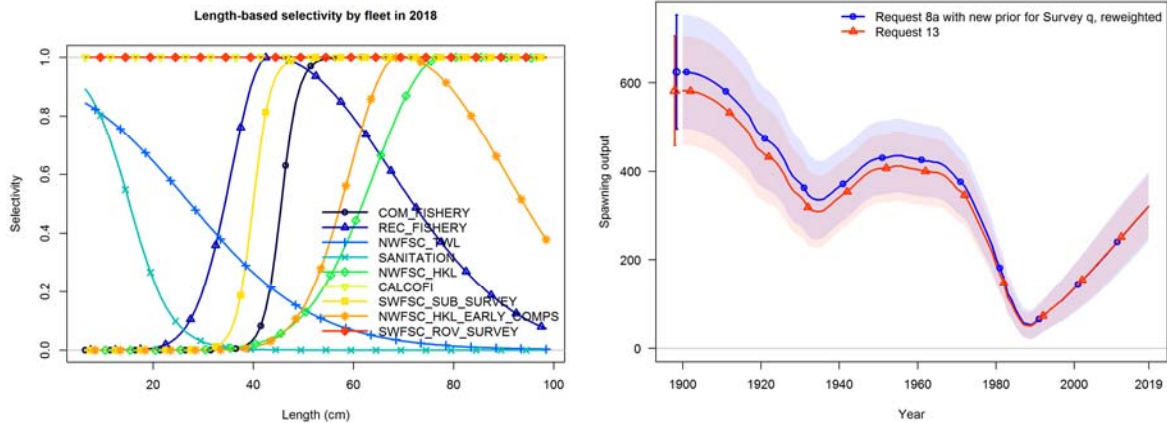 Length-based selectivity by fleet in 2018
Selectivity
1.0
0.8
0.6
0.4
0.2
0.0
COM_FISHERY
REC_FISHERY
NWFSC_TWL
SANITATION
NWFSC_HKL
CALCOFI
SWFSC_SUB_SURVEY
NWFSC_HKL_EARLY_COMPS
SWFSC_ROV_SURVEY
20 40 60 80 100
Length (cm)
Request 8a with new prior for Survey q, reweighted
Request 13
Spawning output
600
400
200
0
1900 1920 1940 1960 1980 2000 2019
Year